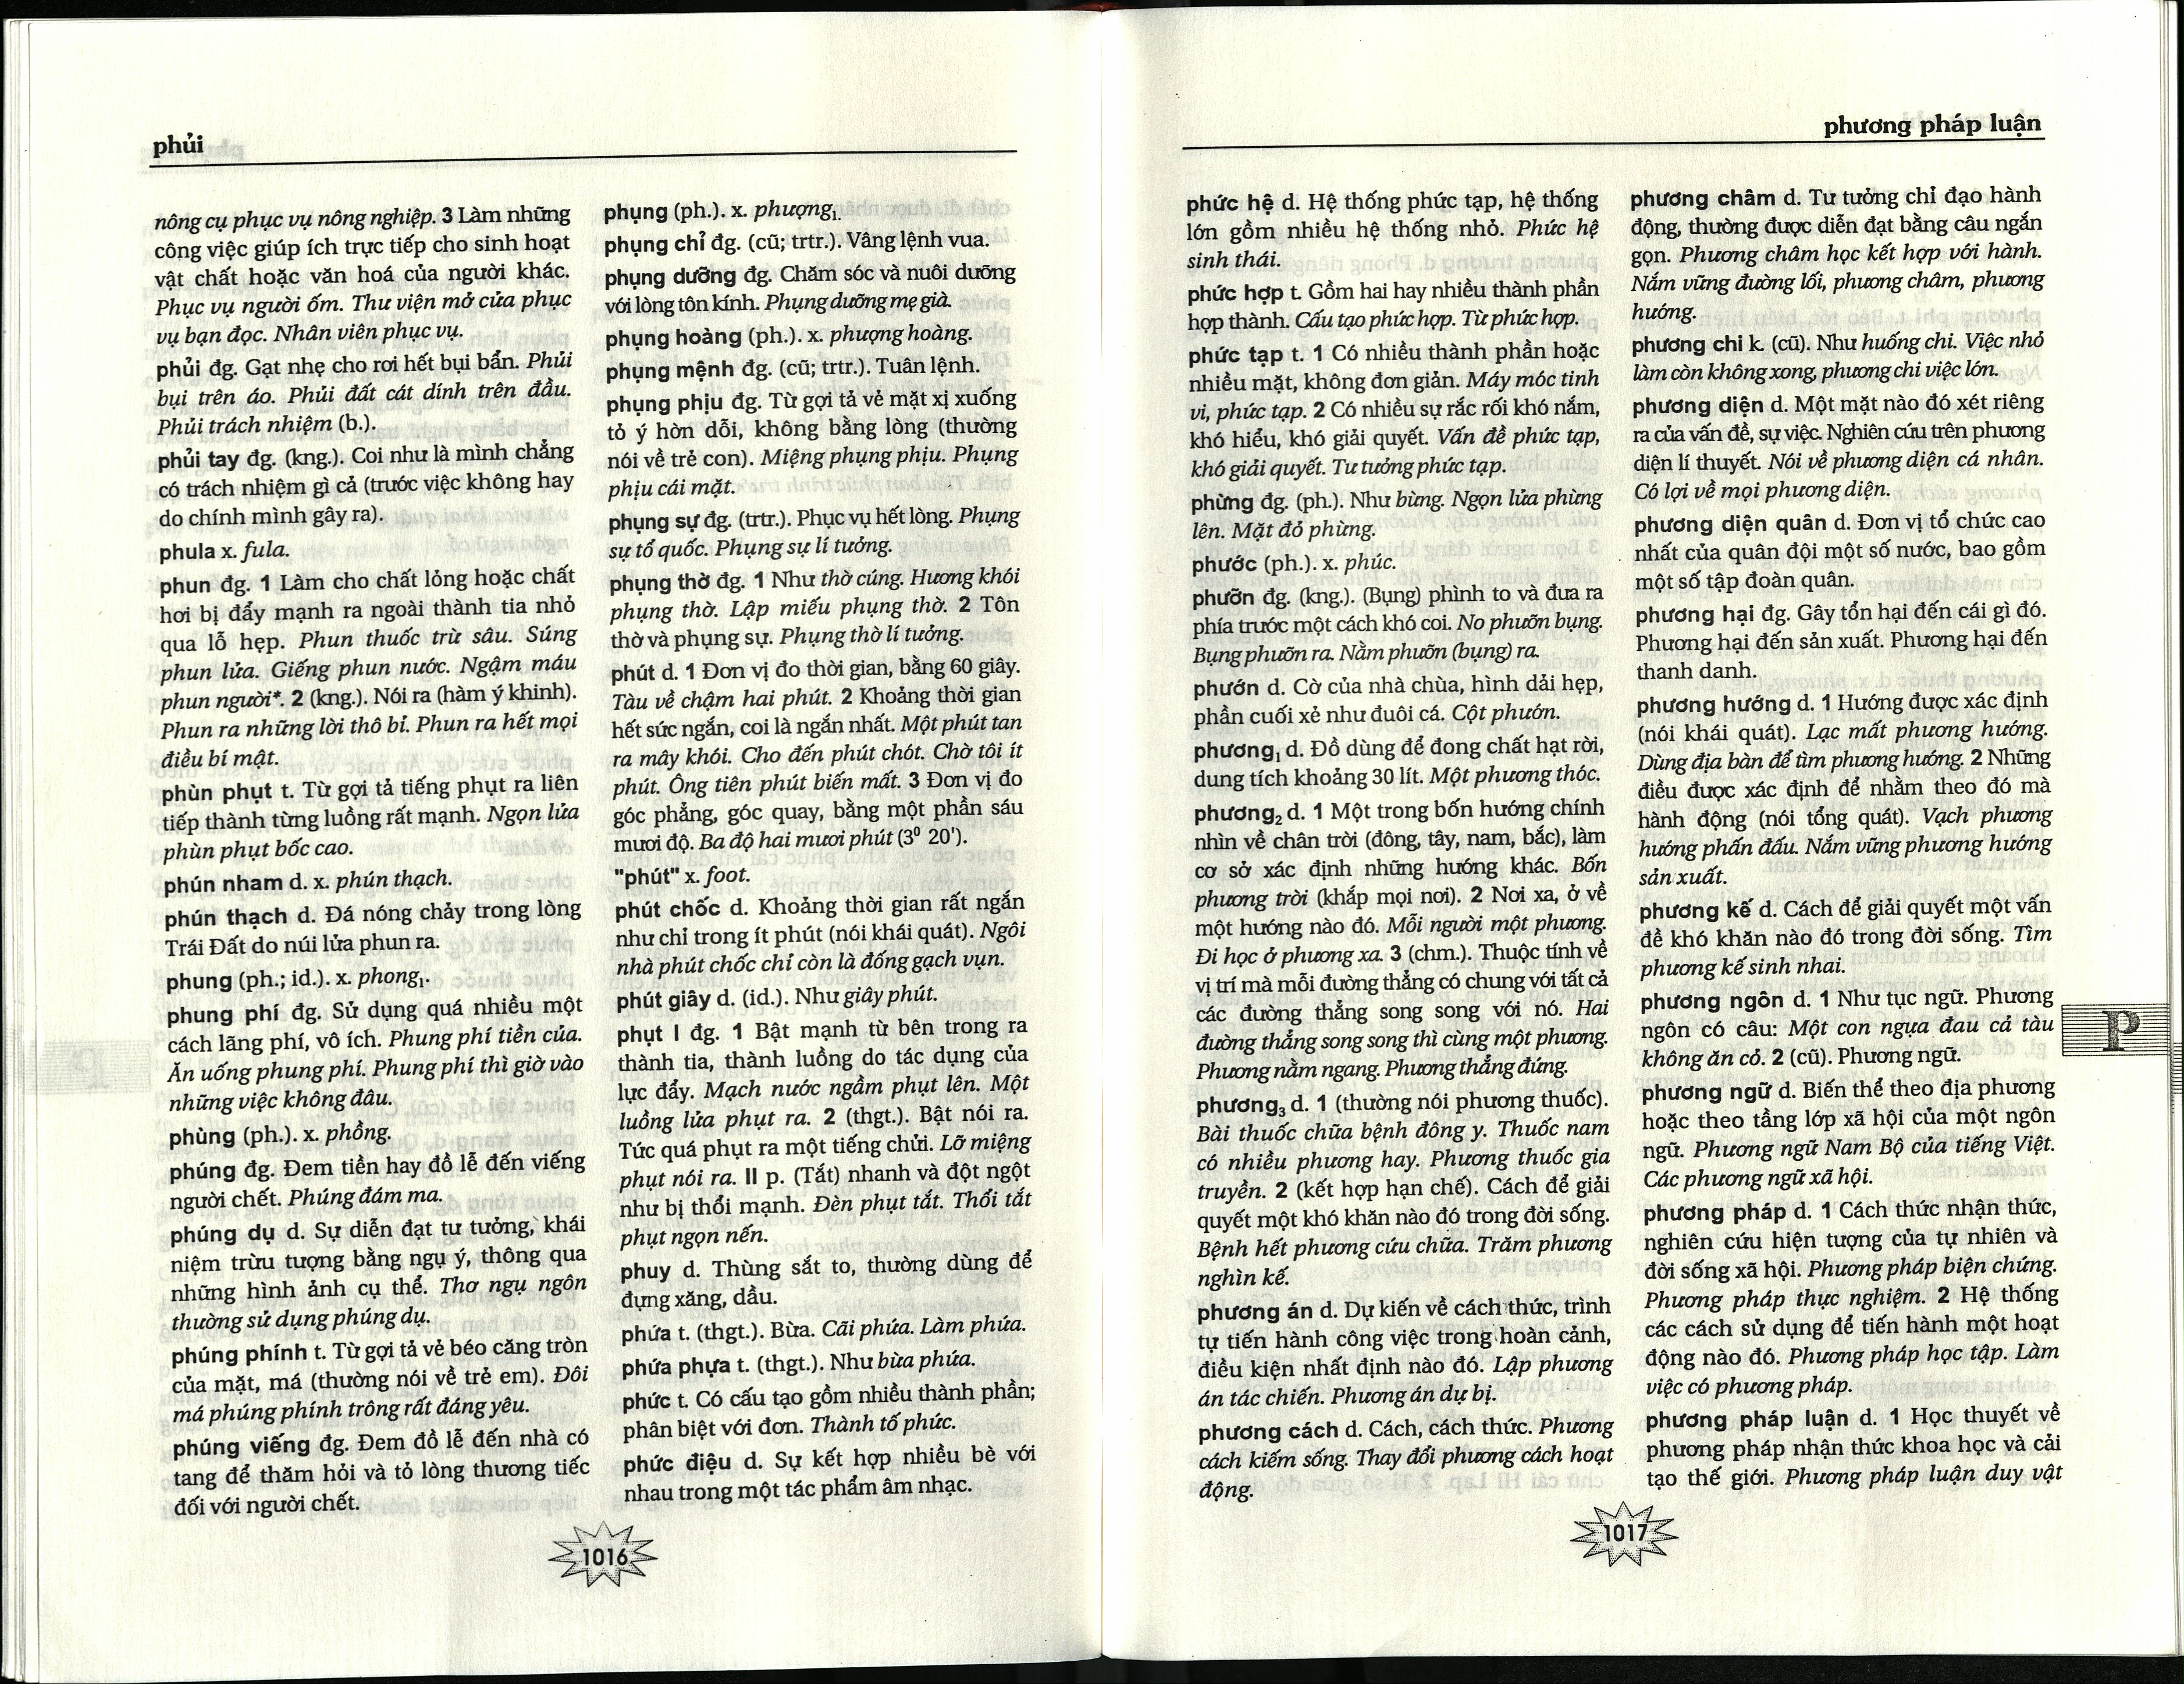 phủi
nông cụ phục vụ nông nghiệp. 3 Làm những
công việc giúp ích trực tiếp cho sinh hoạt
vật chất hoặc văn hoá của người khác.
Phục vụ người ốm. Thư viện mở cửa phục
vụ bạn đọc. Nhân viên phục vụ.
phủi đg. Gạt nhẹ cho rơi hết bụi bẩn. Phủi
bụi trên áo. Phủi đất cát dính trên đầu.
Phủi trách nhiệm (b.).
phủi tay đg. (kng.). Coi như là mình chẳng
có trách nhiệm gì cả (trước việc không hay
do chính mình gây ra).
phula x. fula.
phun đg. 1 Làm cho chất lỏng hoặc chất
hơi bị đẩy mạnh ra ngoài thành tia nhỏ
qua lỗ hẹp. Phun thuốc trừ sâu. Súng
phun lửa. Giếng phun nước. Ngậm máu
phun người*. 2 (kng.). Nói ra (hàm ý khinh).
Phun ra những lời thô bỉ. Phun ra hết mọi
điều bí mật.
phùn phụt t. Từ gợi tả tiếng phụt ra liên
tiếp thành từng luồng rất mạnh. Ngọn lửa
phùn phụt bốc cao.
phún nham d. x. phún thạch.
phún thạch d. Đá nóng chảy trong lòng
Trái Đất do núi lửa phun ra.
phung (ph.; id.). x. phong₁.
phung phí đg. Sử dụng quá nhiều một
cách lãng phí, vô ích. Phung phí tiền của.
Ăn uống phung phí. Phung phí thì giờ vào
những việc không đâu.
phùng (ph.). x. phồng.
phúng đg. Đem tiền hay đồ lễ đến viếng
người chết. Phúng đám ma.
phúng dụ d. Sự diễn đạt tư tưởng, khái
niệm trừu tượng bằng ngụ ý, thông qua
những hình ảnh cụ thể. Thơ ngụ ngôn
thường sử dụng phúng dụ.
phúng phính t. Từ gợi tả vẻ béo căng tròn
của mặt, má (thường nói về trẻ em). Đôi
má phúng phính trông rất đáng yêu.
phúng viếng đg. Đem đồ lễ đến nhà có
tang để thăm hỏi và tỏ lòng thương tiếc
đối với người chết.
phụng (ph.). x. phượng₁.
phụng chỉ đg. (cũ; trtr.). Vâng lệnh vua.
phụng dưỡng đg. Chăm sóc và nuôi dưỡng
với lòng tôn kính. Phụng dưỡng mẹ già.
phụng hoàng (ph.). x. phượng hoàng.
phụng mệnh đg. (cũ; trtr.). Tuân lệnh.
phụng phịu đg. Từ gợi tả vẻ mặt xị xuống
tỏ ý hờn dỗi, không bằng lòng (thường
nói về trẻ con). Miệng phụng phịu. Phụng
phịu cái mặt.
phụng sự đg. (trtr.). Phục vụ hết lòng. Phụng
sự tổ quốc. Phụng sự lí tưởng.
phụng thờ đg. 1 Như thờ cúng. Hương khói
phụng thờ. Lập miếu phụng thờ. 2 Tôn
thờ và phụng sự. Phụng thờ lí tưởng.
phút d. 1 Đơn vị đo thời gian, bằng 60 giây.
Tàu về chậm hai phút. 2 Khoảng thời gian
hết sức ngắn, coi là ngắn nhất. Một phút tan
ra mây khói. Cho đến phút chót. Chờ tôi ít
phút. Ông tiên phút biến mất. 3 Đơn vị đo
góc phẳng, góc quay, bằng một phần sáu
mươi độ. Ba độ hai mươi phút (3⁰ 20').
"phút" x. foot.
phút chốc d. Khoảng thời gian rất ngắn
như chỉ trong ít phút (nói khái quát). Ngôi
nhà phút chốc chỉ còn là đống gạch vụn.
phút giây d. (id.). Như giây phút.
phụt I đg. 1 Bật mạnh từ bên trong ra
thành tia, thành luồng do tác dụng của
lực đẩy. Mạch nước ngầm phụt lên. Một
luồng lửa phụt ra. 2 (thgt.). Bật nói ra.
Tức quá phụt ra một tiếng chửi. Lỡ miệng
phụt nói ra. II p. (Tắt) nhanh và đột ngột
như bị thổi mạnh. Đèn phụt tắt. Thổi tắt
phụt ngọn nến.
phuy d. Thùng sắt to, thường dùng để
đựng xăng, dầu.
phứa t. (thgt.). Bừa. Cãi phứa. Làm phứa.
phứa phựa t. (thgt.). Như bừa phứa.
phức t. Có cấu tạo gồm nhiều thành phần;
phân biệt với đơn. Thành tố phức.
phức điệu d. Sự kết hợp nhiều bè với
nhau trong một tác phẩm âm nhạc.
1016
phương pháp luận
phức hệ d. Hệ thống phức tạp, hệ thống
lớn gồm nhiều hệ thống nhỏ. Phức hệ
sinh thái.
phức hợp t. Gồm hai hay nhiều thành phần
hợp thành. Cấu tạo phức hợp. Từ phức hợp.
phức tạp t. 1 Có nhiều thành phần hoặc
nhiều mặt, không đơn giản. Máy móc tinh
vi, phức tạp. 2 Có nhiều sự rắc rối khó nắm,
khó hiểu, khó giải quyết. Vấn đề phức tạp,
khó giải quyết. Tư tưởng phức tạp.
phừng đg. (ph.). Như bừng. Ngọn lửa phừng
lên. Mặt đỏ phừng.
phước (ph.). x. phúc.
phưỡn đg. (kng.). (Bụng) phình to và đưa ra
phía trước một cách khó coi. No phưỡn bụng.
Bụng phưỡn ra. Nằm phưỡn (bụng) ra.
phướn d. Cờ của nhà chùa, hình dải hẹp,
phần cuối xẻ như đuôi cá. Cột phướn.
phương₁ d. Đồ dùng để đong chất hạt rời,
dung tích khoảng 30 lít. Một phương thóc.
phương₂ d. 1 Một trong bốn hướng chính
nhìn về chân trời (đông, tây, nam, bắc), làm
cơ sở xác định những hướng khác. Bốn
phương trời (khắp mọi nơi). 2 Nơi xa, ở về
một hướng nào đó. Mỗi người một phương.
Đi học ở phương xa. 3 (chm.). Thuộc tính về
vị trí mà mỗi đường thẳng có chung với tất cả
các đường thẳng song song với nó. Hai
đường thẳng song song thì cùng một phương.
Phương nằm ngang. Phương thẳng đứng.
phương₃ d. 1 (thường nói phương thuốc).
Bài thuốc chữa bệnh đông y. Thuốc nam
có nhiều phương hay. Phương thuốc gia
truyền. 2 (kết hợp hạn chế). Cách để giải
quyết một khó khăn nào đó trong đời sống.
Bệnh hết phương cứu chữa. Trăm phương
nghìn kế.
phương án d. Dự kiến về cách thức, trình
tự tiến hành công việc trong hoàn cảnh,
điều kiện nhất định nào đó. Lập phương
án tác chiến. Phương án dự bị.
phương cách d. Cách, cách thức. Phương
cách kiếm sống. Thay đổi phương cách hoạt
động.
phương châm d. Tư tưởng chỉ đạo hành
động, thường được diễn đạt bằng câu ngắn
gọn. Phương châm học kết hợp với hành.
Nắm vững đường lối, phương châm, phương
hướng.
phương chi k. (cũ). Như huống chi. Việc nhỏ
làm còn không xong, phương chi việc lớn.
phương diện d. Một mặt nào đó xét riêng
ra của vấn đề, sự việc. Nghiên cứu trên phương
diện lí thuyết. Nói về phương diện cá nhân.
Có lợi về mọi phương diện.
phương diện quân d. Đơn vị tổ chức cao
nhất của quân đội một số nước, bao gồm
một số tập đoàn quân.
phương hại đg. Gây tổn hại đến cái gì đó.
Phương hại đến sản xuất. Phương hại đến
thanh danh.
phương hướng d. 1 Hướng được xác định
(nói khái quát). Lạc mất phương hướng.
Dùng địa bàn để tìm phương hướng. 2 Những
điều được xác định để nhằm theo đó mà
hành động (nói tổng quát). Vạch phương
hướng phấn đấu. Nắm vững phương hướng
sản xuất.
phương kế d. Cách để giải quyết một vấn
đề khó khăn nào đó trong đời sống. Tìm
phương kế sinh nhai.
phương ngôn d. 1 Như tục ngữ. Phương
ngôn có câu: Một con ngựa đau cả tàu
không ăn cỏ. 2 (cũ). Phương ngữ.
phương ngữ d. Biến thể theo địa phương
hoặc theo tầng lớp xã hội của một ngôn
ngữ. Phương ngữ Nam Bộ của tiếng Việt.
Các phương ngữ xã hội.
phương pháp d. 1 Cách thức nhận thức,
nghiên cứu hiện tượng của tự nhiên và
đời sống xã hội. Phương pháp biện chứng.
Phương pháp thực nghiệm. 2 Hệ thống
các cách sử dụng để tiến hành một hoạt
động nào đó. Phương pháp học tập. Làm
việc có phương pháp.
phương pháp luận d. 1 Học thuyết về
phương pháp nhận thức khoa học và cải
tạo thế giới. Phương pháp luận duy vật
P
1017